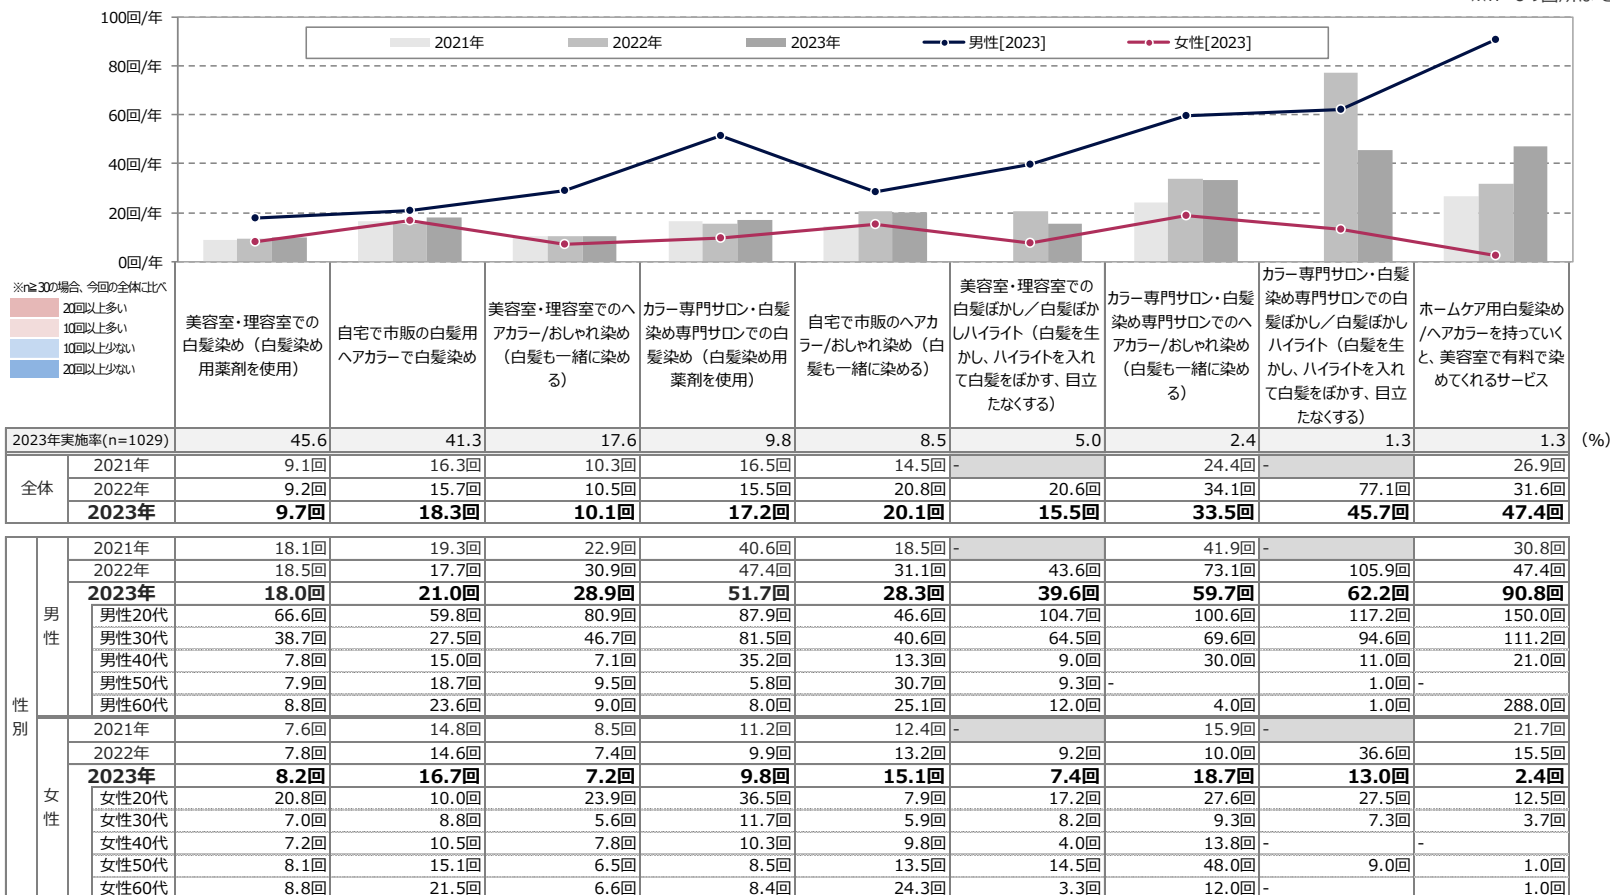 100回/年
2021年 2022年 2023年 男性[2023] 女性[2023]
80回/年
60回/年
40回/年
20回/年
0回/年
※n≧30の場合、今回の全体に比べ
20回以上多い
10回以上多い
10回以上少ない
20回以上少ない
美容室・理容室での
白髪染め（白髪染め
用薬剤を使用）
自宅で市販の白髪用
ヘアカラーで白髪染め
美容室・理容室でのヘ
アカラー/おしゃれ染め
（白髪も一緒に染め
る）
カラー専門サロン・白髪
染め専門サロンでの白
髪染め（白髪染め用
薬剤を使用）
自宅で市販のヘアカ
ラー/おしゃれ染め（白
髪も一緒に染める）
美容室・理容室での
白髪ぼかし／白髪ぼか
しハイライト（白髪を生
かし、ハイライトを入れ
て白髪をぼかす、目立
たなくする）
カラー専門サロン・白髪
染め専門サロンでのヘ
アカラー/おしゃれ染め
（白髪も一緒に染め
る）
カラー専門サロン・白髪
染め専門サロンでの白
髪ぼかし／白髪ぼかし
ハイライト（白髪を生
かし、ハイライトを入れ
て白髪をぼかす、目立
たなくする）
ホームケア用白髪染め
/ヘアカラーを持っていく
と、美容室で有料で染
めてくれるサービス
2023年実施率(n=1029) 45.6 41.3 17.6 9.8 8.5 5.0 2.4 1.3 1.3 (%)
全体
2021年 9.1回 16.3回 10.3回 16.5回 14.5回 - 24.4回 - 26.9回
2022年 9.2回 15.7回 10.5回 15.5回 20.8回 20.6回 34.1回 77.1回 31.6回
2023年 9.7回 18.3回 10.1回 17.2回 20.1回 15.5回 33.5回 45.7回 47.4回
性別
男性
2021年 18.1回 19.3回 22.9回 40.6回 18.5回 - 41.9回 - 30.8回
2022年 18.5回 17.7回 30.9回 47.4回 31.1回 43.6回 73.1回 105.9回 47.4回
2023年 18.0回 21.0回 28.9回 51.7回 28.3回 39.6回 59.7回 62.2回 90.8回
男性20代 66.6回 59.8回 80.9回 87.9回 46.6回 104.7回 100.6回 117.2回 150.0回
男性30代 38.7回 27.5回 46.7回 81.5回 40.6回 64.5回 69.6回 94.6回 111.2回
男性40代 7.8回 15.0回 7.1回 35.2回 13.3回 9.0回 30.0回 11.0回 21.0回
男性50代 7.9回 18.7回 9.5回 5.8回 30.7回 9.3回 - 1.0回 -
男性60代 8.8回 23.6回 9.0回 8.0回 25.1回 12.0回 4.0回 1.0回 288.0回
女性
2021年 7.6回 14.8回 8.5回 11.2回 12.4回 - 15.9回 - 21.7回
2022年 7.8回 14.6回 7.4回 9.9回 13.2回 9.2回 10.0回 36.6回 15.5回
2023年 8.2回 16.7回 7.2回 9.8回 15.1回 7.4回 18.7回 13.0回 2.4回
女性20代 20.8回 10.0回 23.9回 36.5回 7.9回 17.2回 27.6回 27.5回 12.5回
女性30代 7.0回 8.8回 5.6回 11.7回 5.9回 8.2回 9.3回 7.3回 3.7回
女性40代 7.2回 10.5回 7.8回 10.3回 9.8回 4.0回 13.8回 - -
女性50代 8.1回 15.1回 6.5回 8.5回 13.5回 14.5回 48.0回 9.0回 1.0回
女性60代 8.8回 21.5回 6.6回 8.4回 24.3回 3.3回 12.0回 - 1.0回